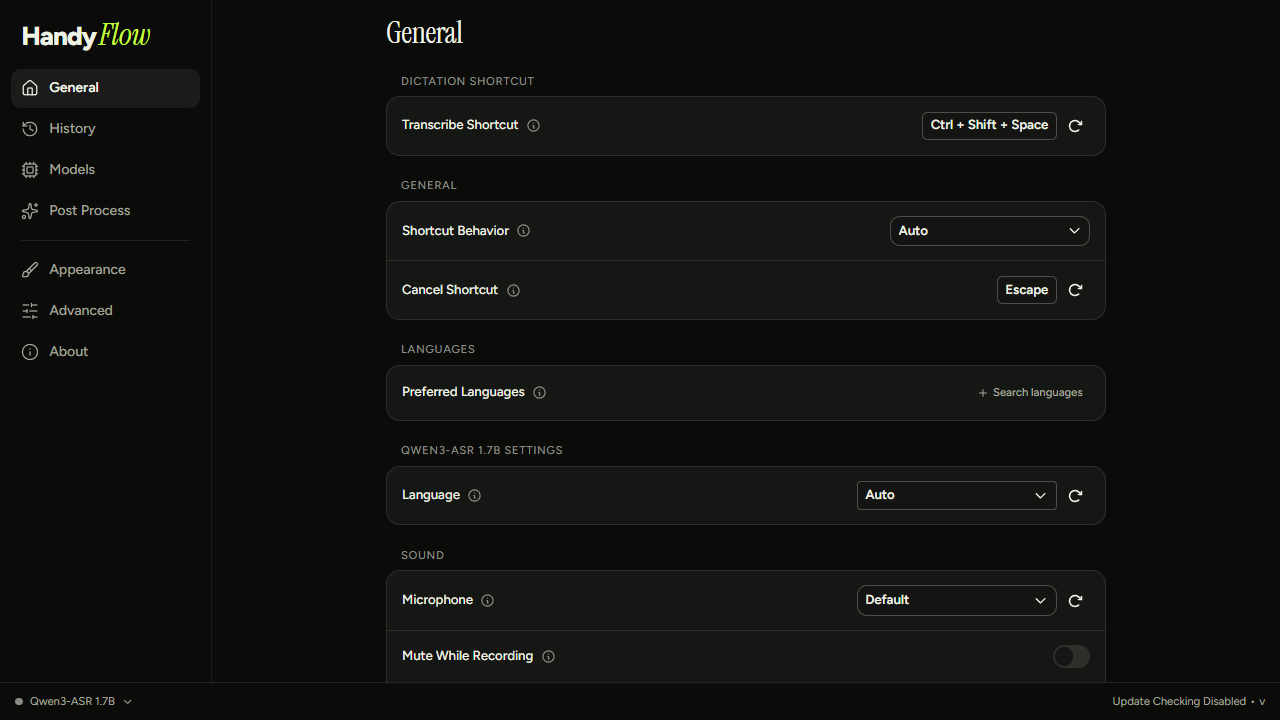 Handy Flow
General
History
Models
Post Process
Appearance
Advanced
About
General
DICTATION SHORTCUT
Transcribe Shortcut
Ctrl + Shift + Space
GENERAL
Shortcut Behavior
Auto
Cancel Shortcut
Escape
LANGUAGES
Preferred Languages
+ Search languages
QWEN3-ASR 1.7B SETTINGS
Language
Auto
SOUND
Microphone
Default
Mute While Recording
Qwen3-ASR 1.7B
Update Checking Disabled • v